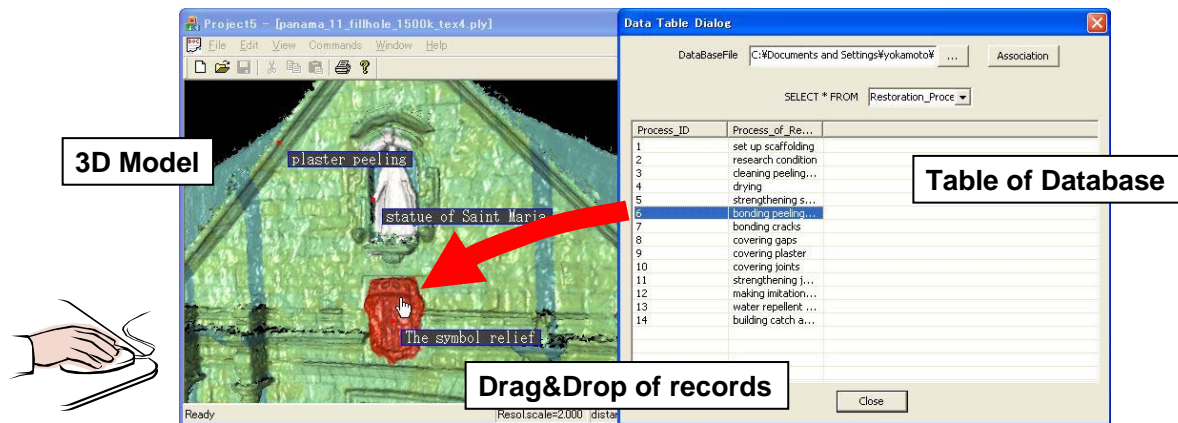 Project5 - [panama_11_fillhole_1500k_tex4.ply]
File Edit View Commands Window Help
3D Model
plaster peeling
statue of Saint Maria
The symbol relief
Ready
Resol.scale=2.000 distan
Data Table Dialog
DataBaseFile C:¥Documents and Settings¥yokamoto¥ ... Association
SELECT * FROM Restoration_Proce
Process_ID Process_of_Re...
1 set up scaffolding
2 research condition
3 cleaning peeling...
4 drying
5 strengthening s...
6 bonding peeling...
7 bonding cracks
8 covering gaps
9 covering plaster
10 covering joints
11 strengthening j...
12 making imitation...
13 water repellent ...
14 building catch a...
Table of Database
Drag&Drop of records
Close